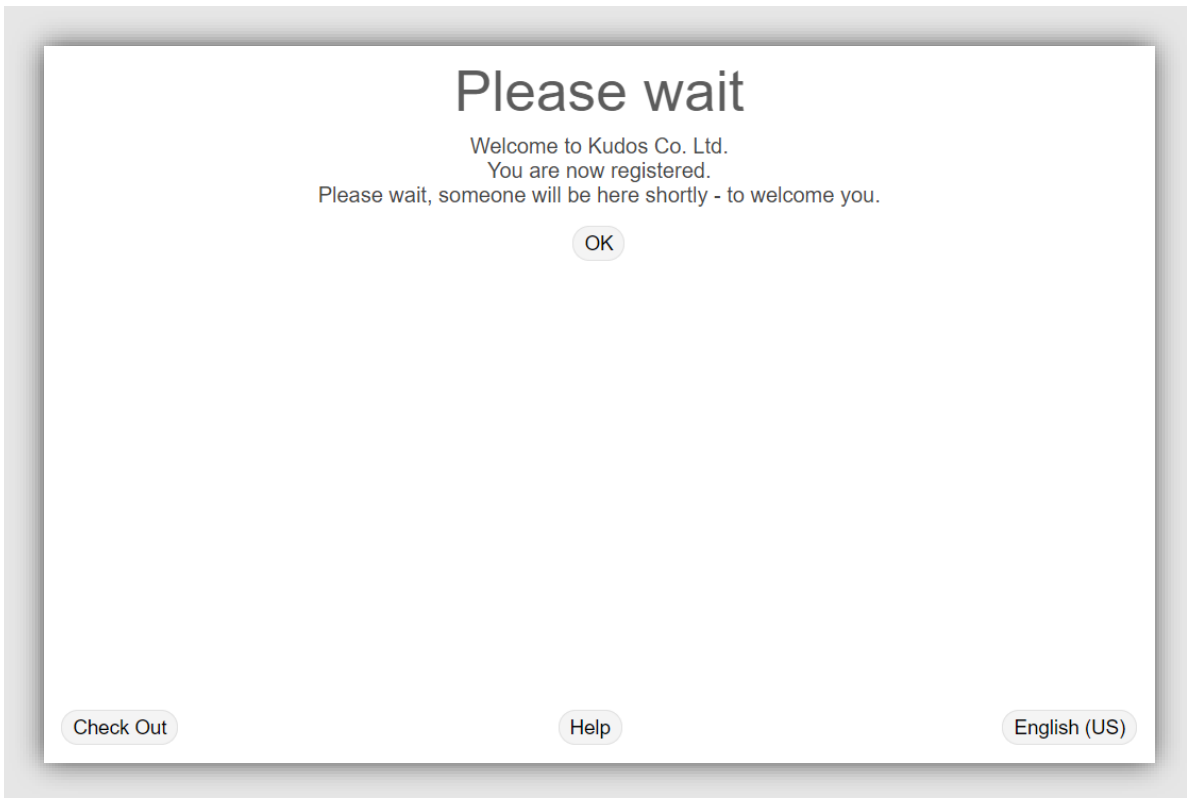 Please wait
Welcome to Kudos Co. Ltd.
You are now registered.
Please wait, someone will be here shortly - to welcome you.
OK
Check Out
Help
English (US)